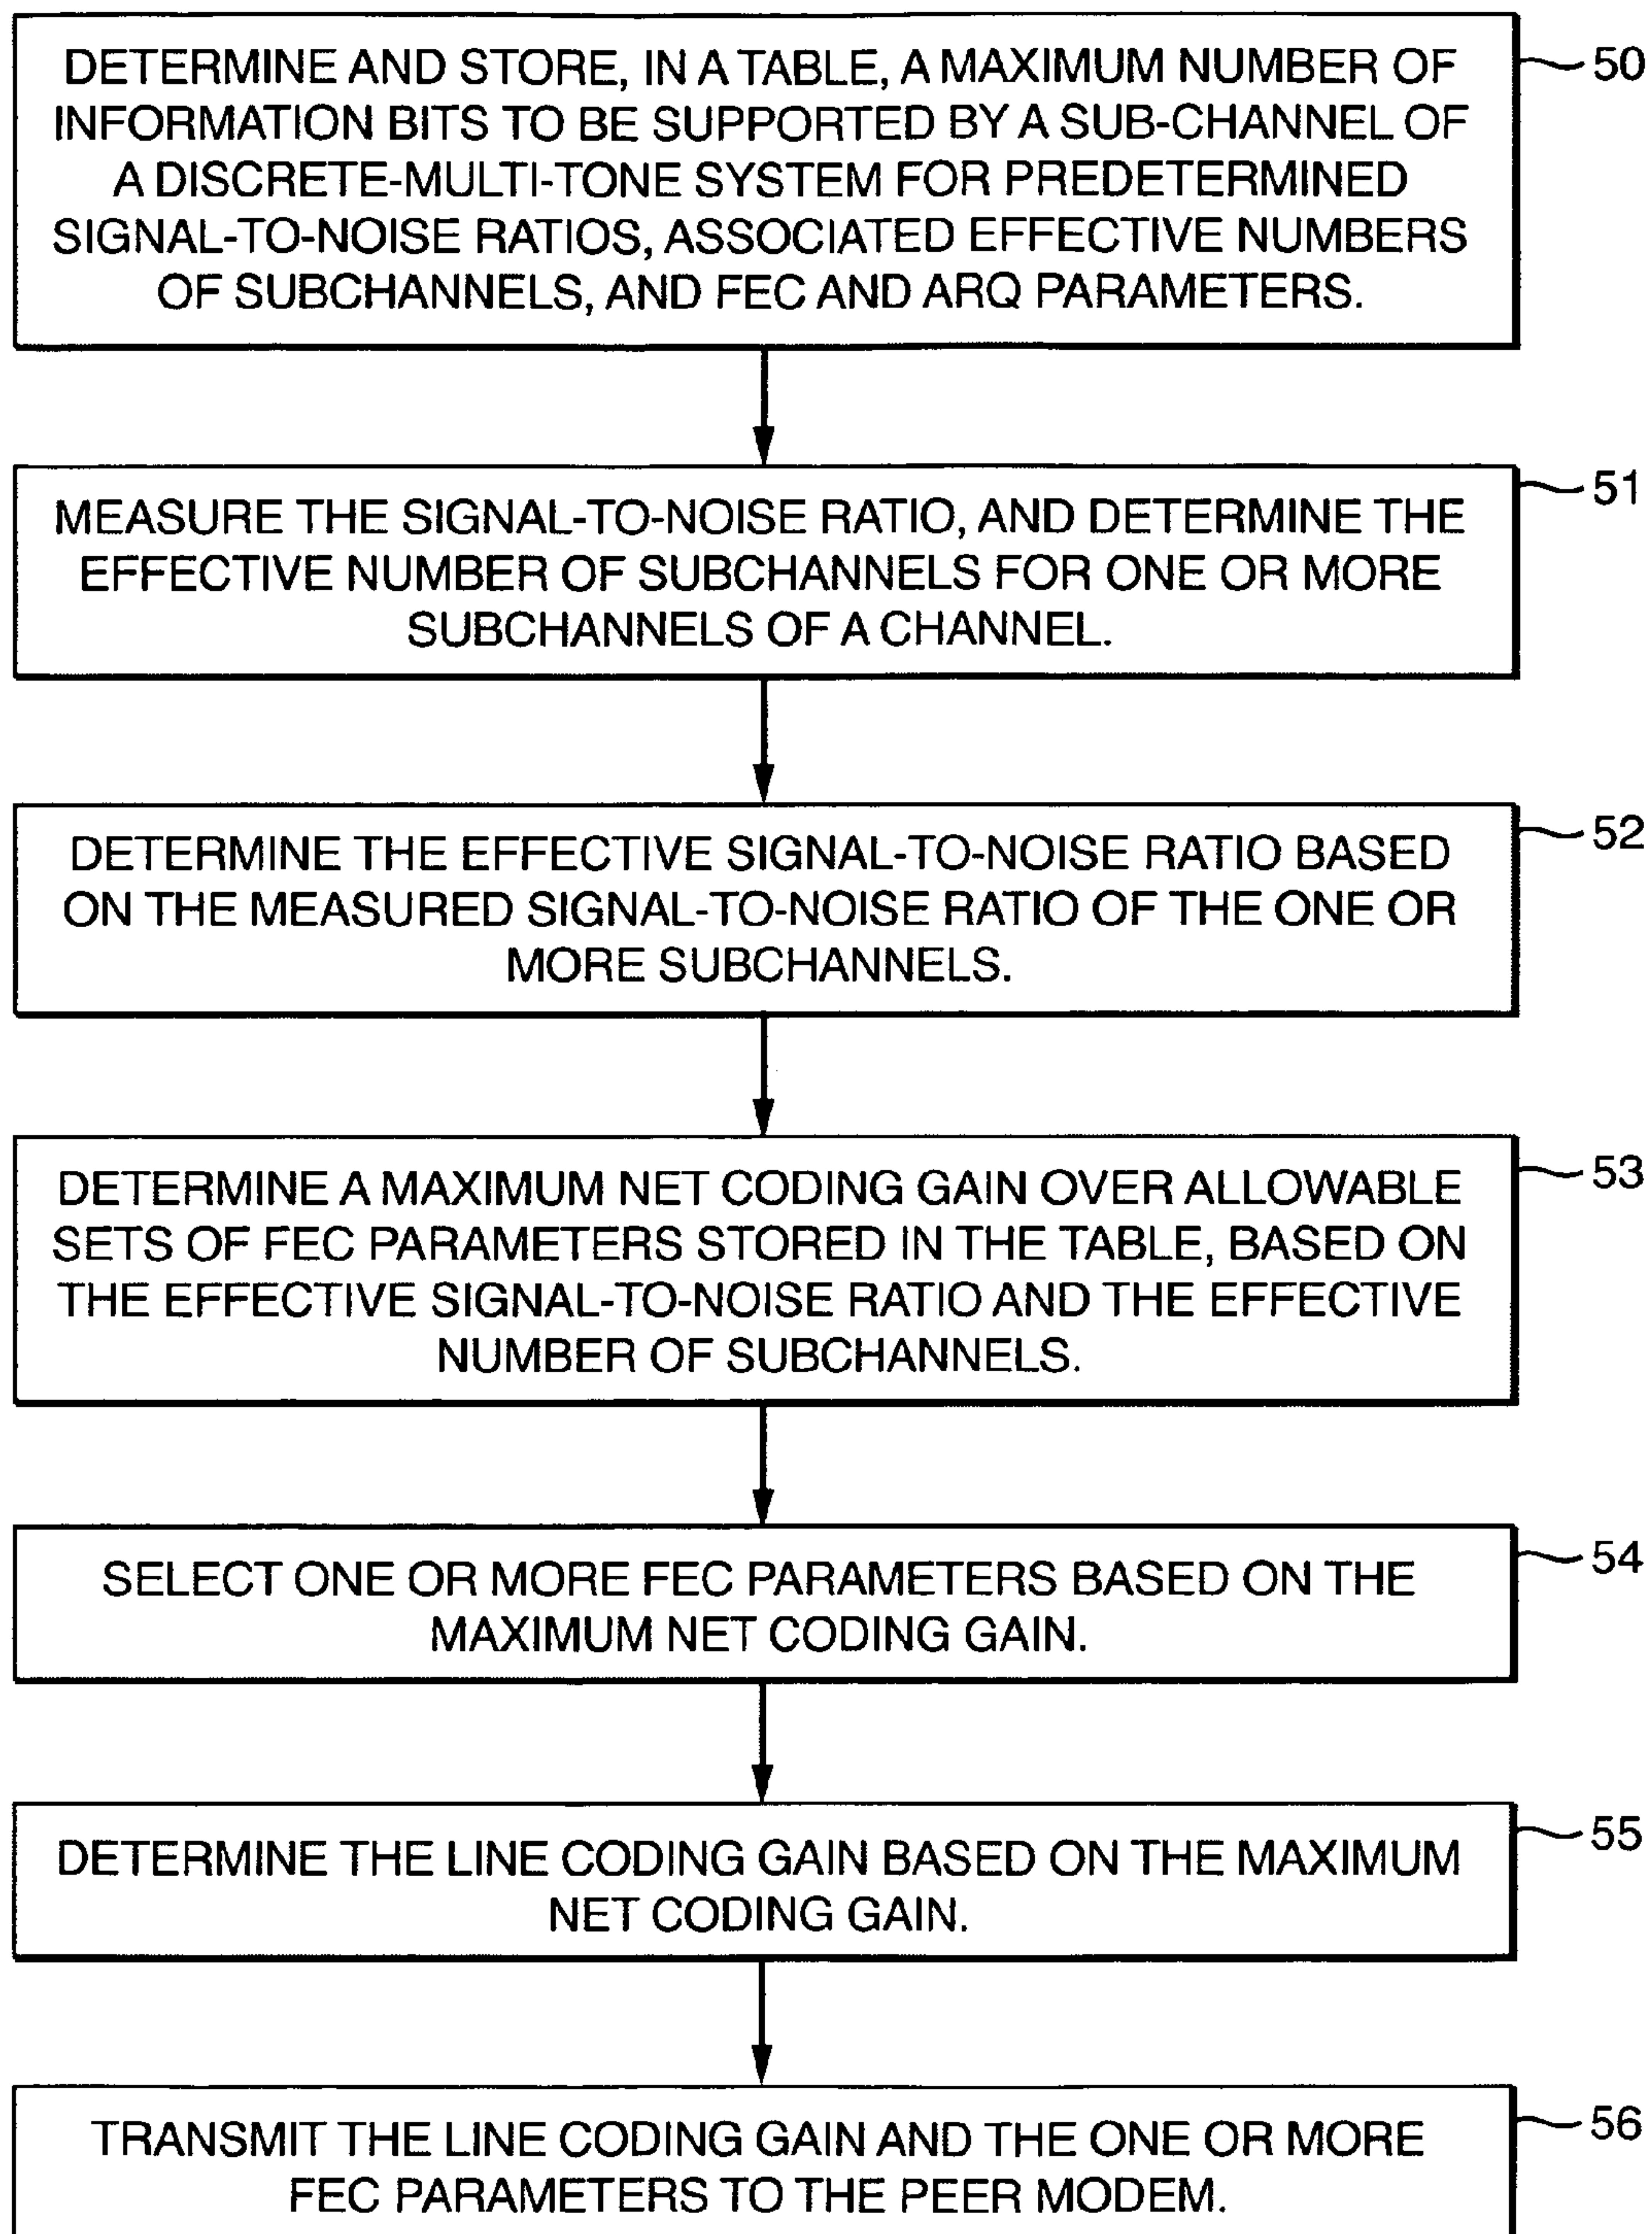 DETERMINE AND STORE, IN A TABLE, A MAXIMUM NUMBER OF
INFORMATION BITS TO BE SUPPORTED BY A SUB-CHANNEL OF
A DISCRETE-MULTI-TONE SYSTEM FOR PREDETERMINED
SIGNAL-TO-NOISE RATIOS, ASSOCIATED EFFECTIVE NUMBERS
OF SUBCHANNELS, AND FEC AND ARQ PARAMETERS.
50
MEASURE THE SIGNAL-TO-NOISE RATIO, AND DETERMINE THE
EFFECTIVE NUMBER OF SUBCHANNELS FOR ONE OR MORE
SUBCHANNELS OF A CHANNEL.
51
DETERMINE THE EFFECTIVE SIGNAL-TO-NOISE RATIO BASED
ON THE MEASURED SIGNAL-TO-NOISE RATIO OF THE ONE OR
MORE SUBCHANNELS.
52
DETERMINE A MAXIMUM NET CODING GAIN OVER ALLOWABLE
SETS OF FEC PARAMETERS STORED IN THE TABLE, BASED ON
THE EFFECTIVE SIGNAL-TO-NOISE RATIO AND THE EFFECTIVE
NUMBER OF SUBCHANNELS.
53
SELECT ONE OR MORE FEC PARAMETERS BASED ON THE
MAXIMUM NET CODING GAIN.
54
DETERMINE THE LINE CODING GAIN BASED ON THE MAXIMUM
NET CODING GAIN.
55
TRANSMIT THE LINE CODING GAIN AND THE ONE OR MORE
FEC PARAMETERS TO THE PEER MODEM.
56